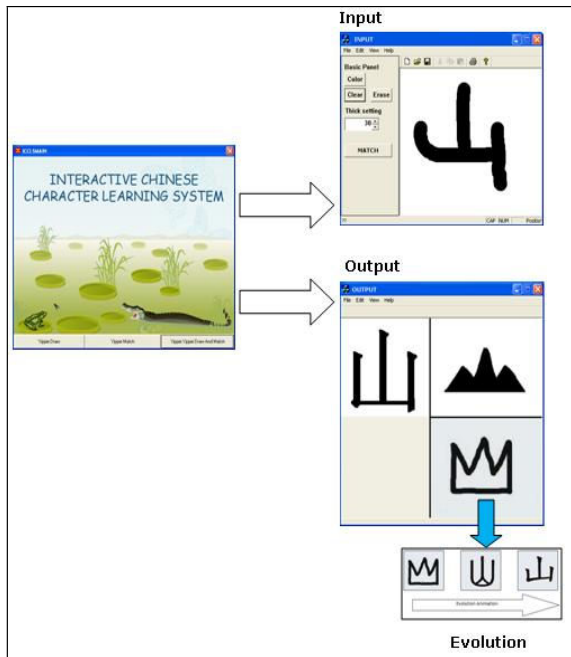 Input
INPUT
File Edit View Help
Basic Panel
Color
Clear Erase
Thick setting
30
MATCH
CAP NUM
山
INTERACTIVE CHINESE
CHARACTER LEARNING SYSTEM
Output
OUTPUT
File Edit View Help
山
山
Evolution Animation
Evolution